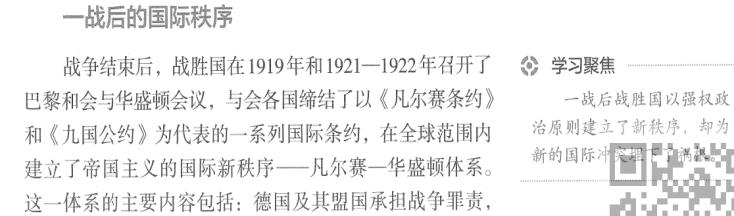 一战后的国际秩序
战争结束后，战胜国在1919年和1921—1922年召开了
巴黎和会与华盛顿会议，与会各国缔结了以《凡尔赛条约》
和《九国公约》为代表的一系列国际条约，在全球范围内
建立了帝国主义的国际新秩序——凡尔赛—华盛顿体系。
这一体系的主要内容包括：德国及其盟国承担战争罪责，
学习聚焦
一战后战胜国以强权政
治原则建立了新秩序，却为
新的国际冲突埋下了祸根。